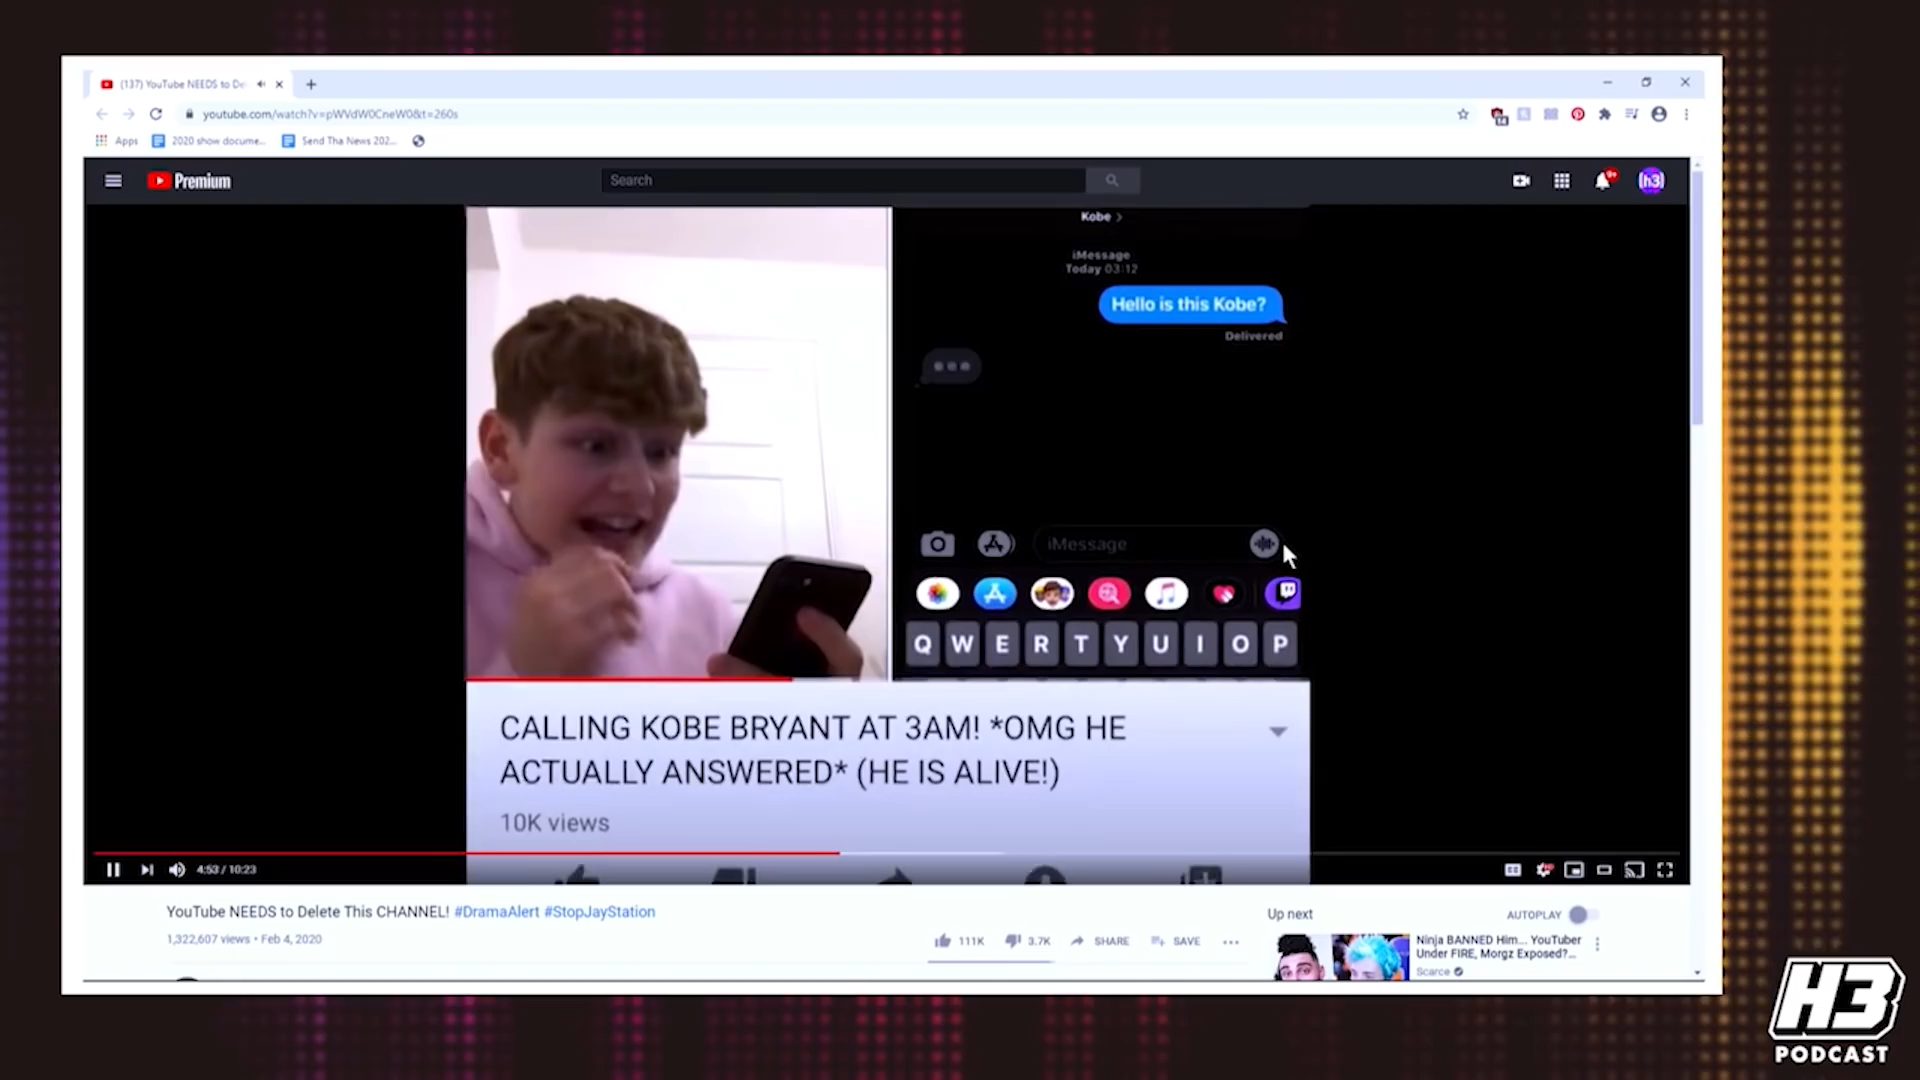 (137) YouTube NEEDS to De
youtube.com/watch?v=pWVdW0CneW0&t=260s
14
Apps
2020 show docume...
Send Tha News 202...
Premium
Search
9+
h3
Kobe
iMessage
Today 03:12
Hello is this Kobe?
Delivered
iMessage
Q W E R T Y U I O P
CALLING KOBE BRYANT AT 3AM! *OMG HE
ACTUALLY ANSWERED* (HE IS ALIVE!)
10K views
4:53 / 10:23
YouTube NEEDS to Delete This CHANNEL! #DramaAlert #StopJayStation
1,322,607 views • Feb 4, 2020
111K
3.7K
SHARE
SAVE
Up next
AUTOPLAY
Ninja BANNED Him... YouTuber
Under FIRE, Morgz Exposed?...
Scarce
H3
PODCAST